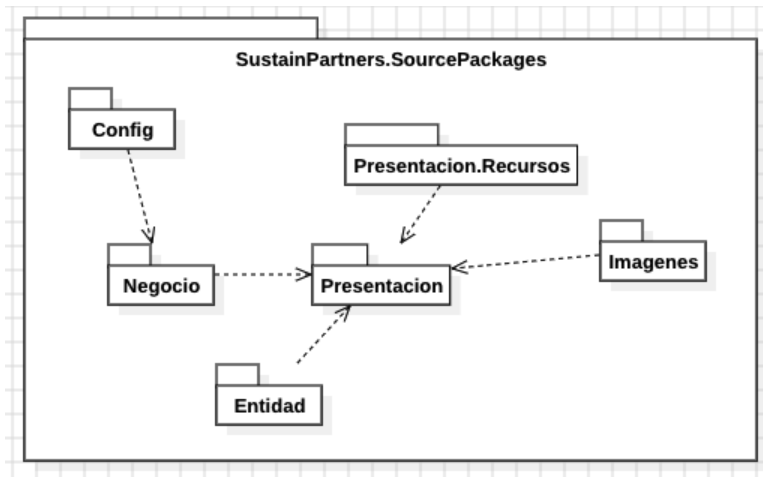 SustainPartners.SourcePackages
Config
Presentacion.Recursos
Negocio
Presentacion
Imagenes
Entidad